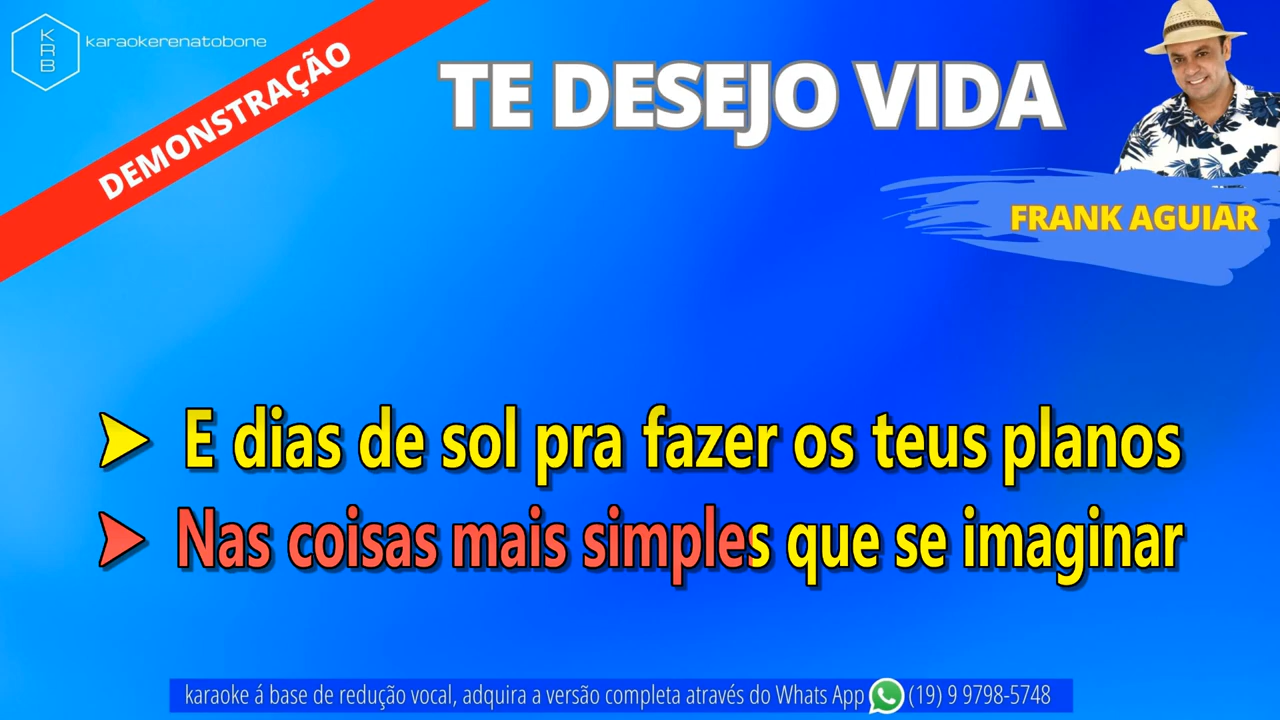 KRB
karaokerenatobone
DEMONSTRAÇÃO
TE DESEJO VIDA
FRANK AGUIAR
E dias de sol pra fazer os teus planos
Nas coisas mais simples que se imaginar
karaoke á base de redução vocal, adquira a versão completa através do Whats App (19) 9 9798-5748